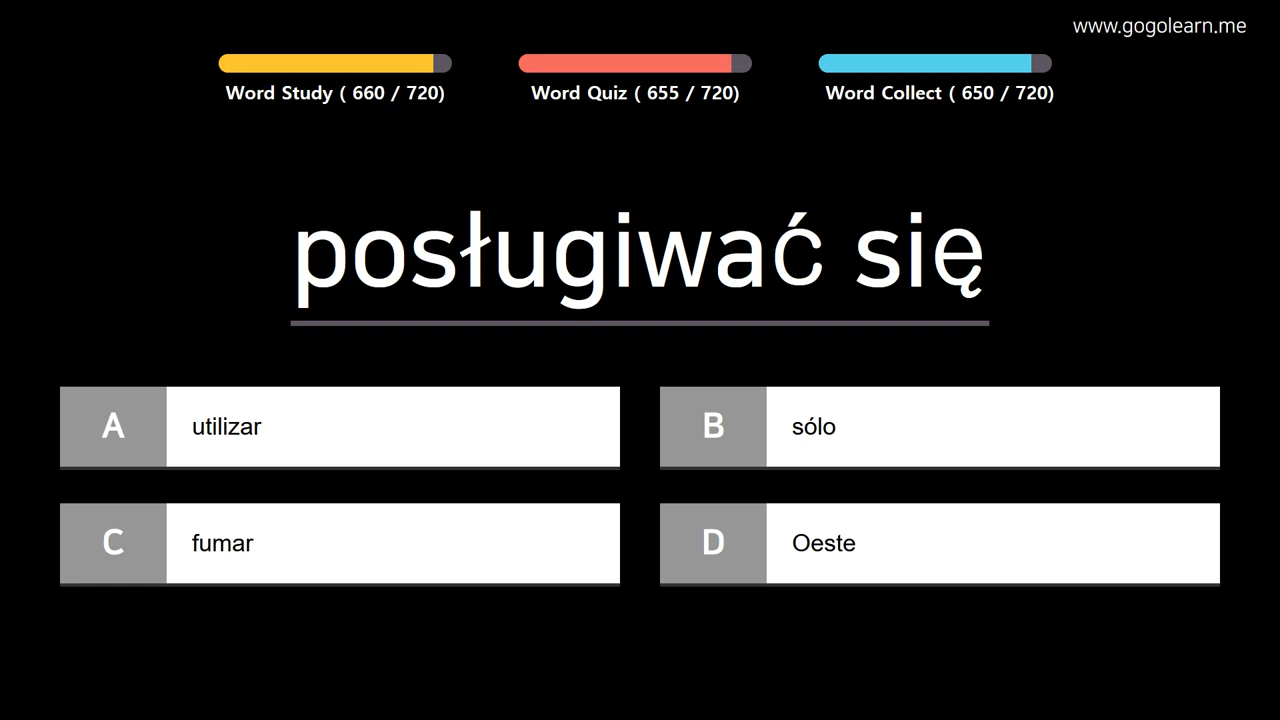 www.gogolearn.me
Word Study ( 660 / 720)
Word Quiz ( 655 / 720)
Word Collect ( 650 / 720)
posługiwać się
A utilizar
B sólo
C fumar
D Oeste